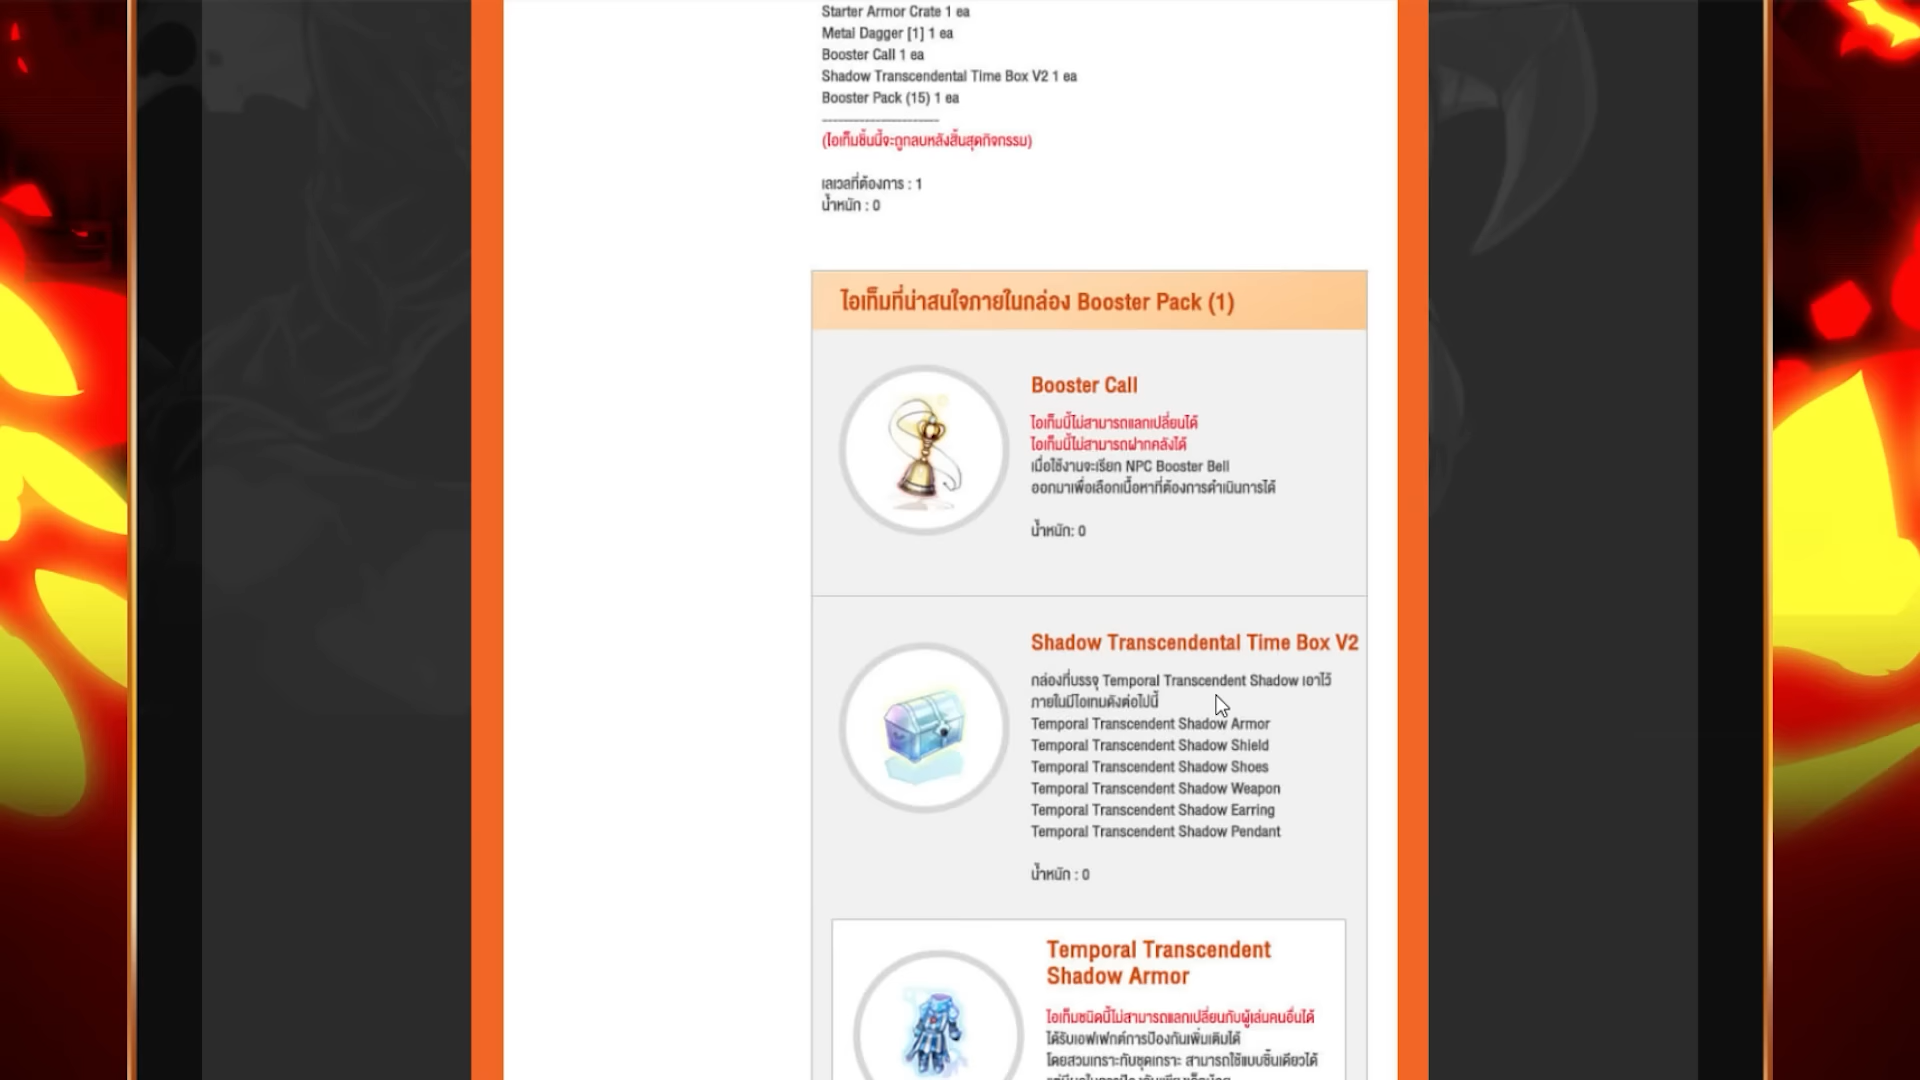 Starter Armor Crate 1 ea
Metal Dagger [1] 1 ea
Booster Call 1 ea
Shadow Transcendental Time Box V2 1 ea
Booster Pack (15) 1 ea
--------------------------
(ไอเท็มชิ้นนี้จะถูกลบหลังสิ้นสุดกิจกรรม)
เลเวลที่ต้องการ : 1
น้ำหนัก : 0
ไอเท็มที่น่าสนใจภายในกล่อง Booster Pack (1)
Booster Call
ไอเท็มนี้ไม่สามารถแลกเปลี่ยนได้
ไอเท็มนี้ไม่สามารถฝากคลังได้
เมื่อใช้งานจะเรียก NPC Booster Bell
ออกมาเพื่อเลือกเนื้อหาที่ต้องการดำเนินการได้
น้ำหนัก: 0
Shadow Transcendental Time Box V2
กล่องที่บรรจุ Temporal Transcendent Shadow เอาไว้
ภายในมีไอเทมดังต่อไปนี้
Temporal Transcendent Shadow Armor
Temporal Transcendent Shadow Shield
Temporal Transcendent Shadow Shoes
Temporal Transcendent Shadow Weapon
Temporal Transcendent Shadow Earring
Temporal Transcendent Shadow Pendant
น้ำหนัก : 0
Temporal Transcendent
Shadow Armor
ไอเท็มชนิดนี้ไม่สามารถแลกเปลี่ยนกับผู้เล่นคนอื่นได้
ได้รับเอฟเฟกต์การป้องกันเพิ่มเติมได้
โดยสวมเกราะกับชุดเกราะ สามารถใช้แบบชิ้นเดียวได้